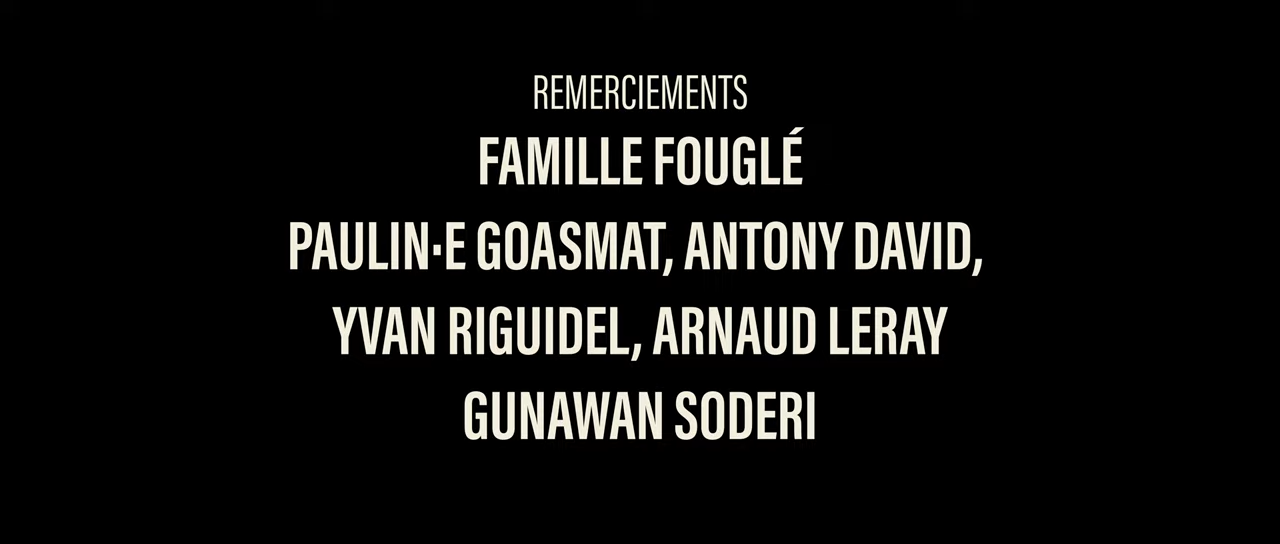 REMERCIEMENTS
FAMILLE FOUGLÉ
PAULIN·E GOASMAT, ANTONY DAVID,
YVAN RIGUIDEL, ARNAUD LERAY
GUNAWAN SODERI